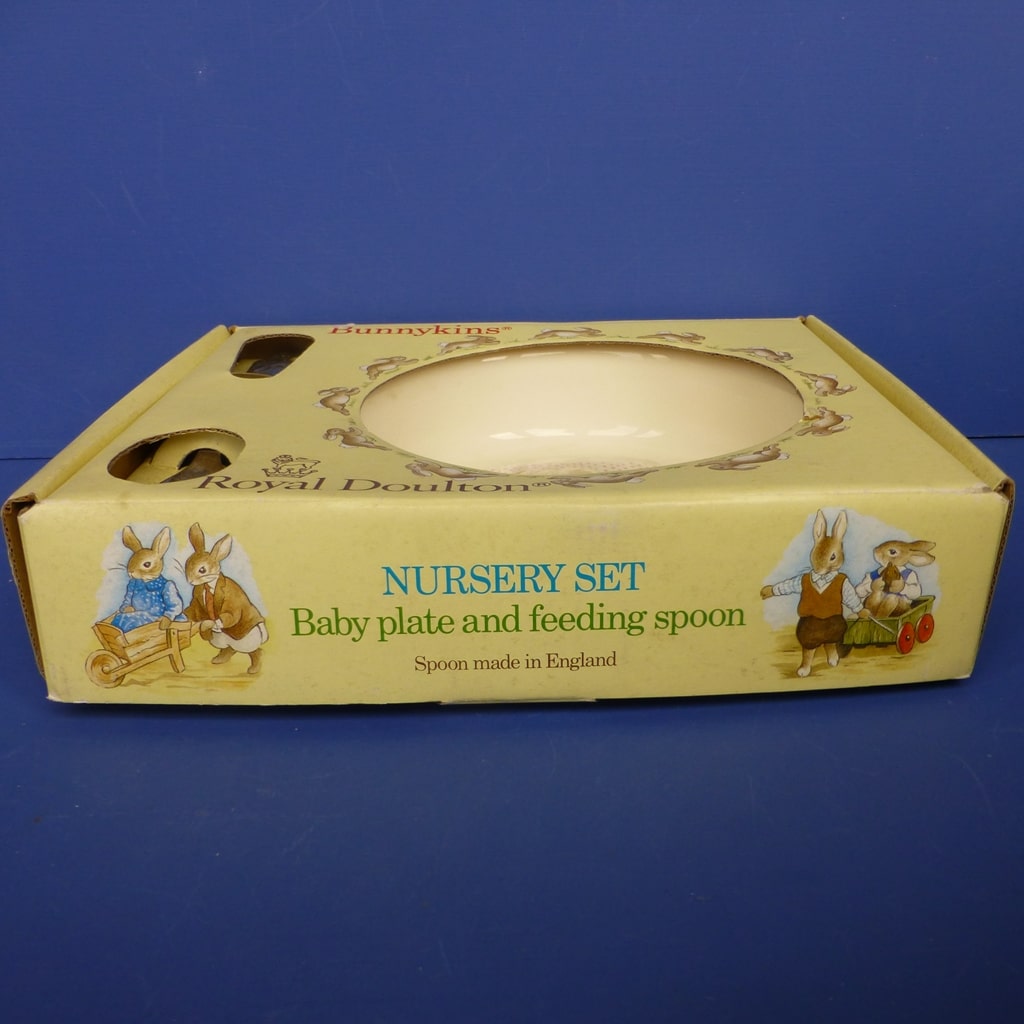 Bunnykins®
Royal Doulton®
NURSERY SET
Baby plate and feeding spoon
Spoon made in England